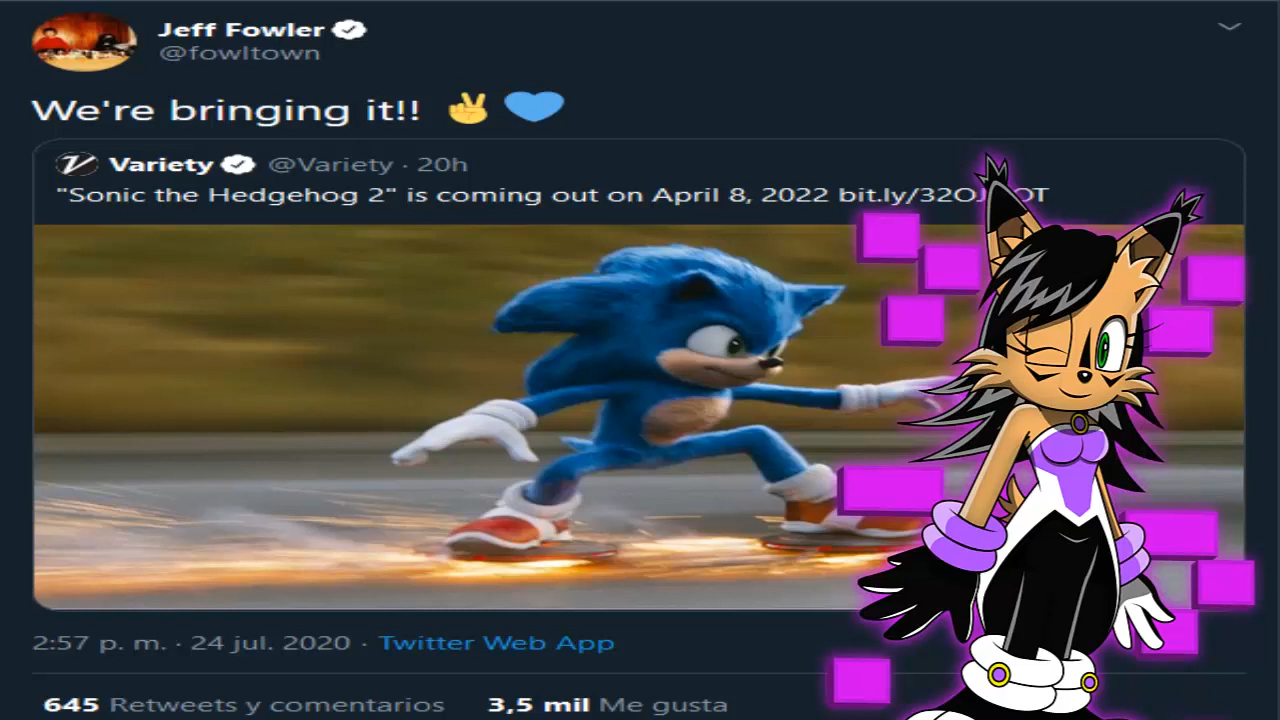 Jeff Fowler
@fowltown
We're bringing it!! ✌️ 💙
Variety @Variety · 20h
"Sonic the Hedgehog 2" is coming out on April 8, 2022
2:57 p. m. · 24 jul. 2020 · Twitter Web App
645 Retweets y comentarios 3,5 mil Me gusta